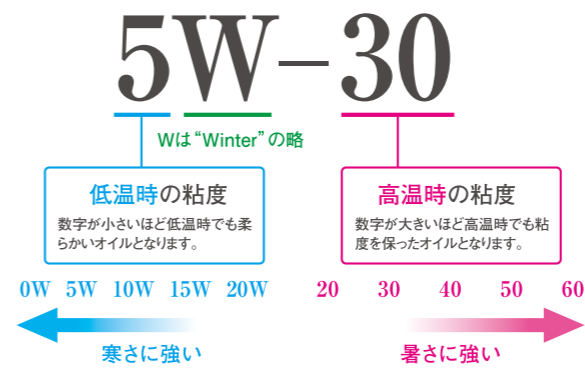 5W-30
Wは“Winter”の略
低温時の粘度
数字が小さいほど低温時でも柔
らかいオイルとなります。
高温時の粘度
数字が大きいほど高温時でも粘
度を保ったオイルとなります。
0W 5W 10W 15W 20W
20 30 40 50 60
寒さに強い
暑さに強い